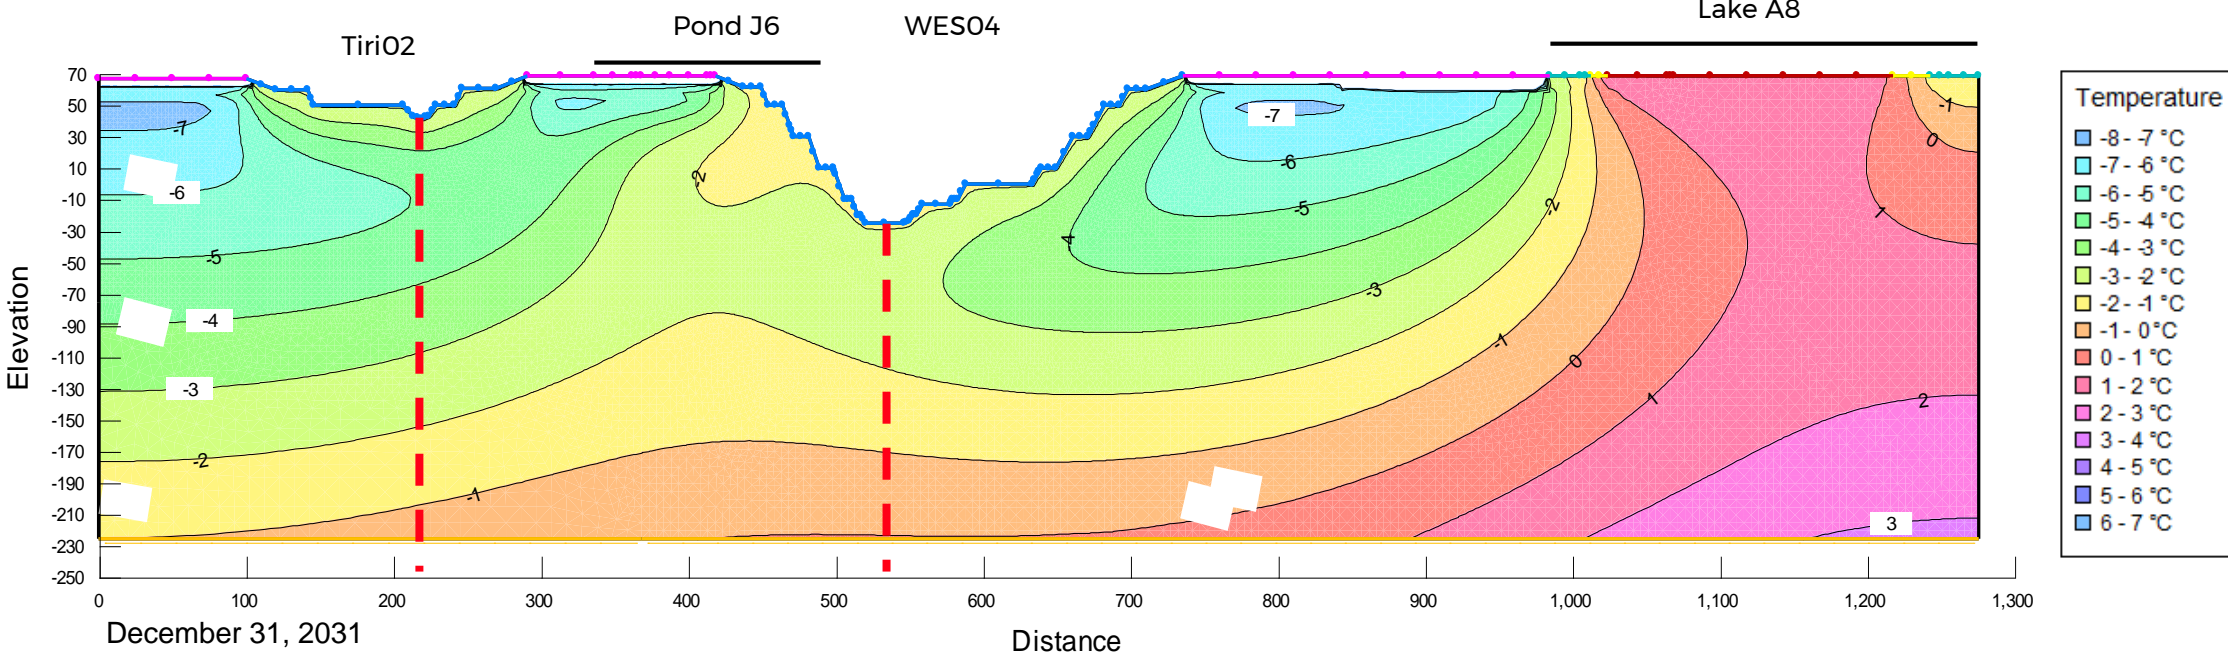 Lake A8
Pond J6
WES04
Tiri02
70
50
30
10
-10
-30
-50
-70
-90
-110
-130
-150
-170
-190
-210
-230
-250
Elevation
-7
-6
-5
-4
-3
-2
-1
-2
-7
-6
-5
-4
-3
-2
-1
0
1
-1
0
1
2
3
0
100
200
300
400
500
600
700
800
900
1,000
1,100
1,200
1,300
December 31, 2031
Distance
Temperature
-8 - -7 °C
-7 - -6 °C
-6 - -5 °C
-5 - -4 °C
-4 - -3 °C
-3 - -2 °C
-2 - -1 °C
-1 - 0 °C
0 - 1 °C
1 - 2 °C
2 - 3 °C
3 - 4 °C
4 - 5 °C
5 - 6 °C
6 - 7 °C